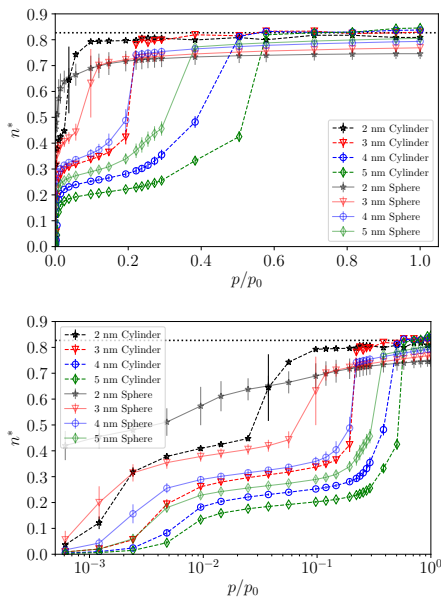 0.9
0.8
0.7
0.6
0.5
0.4
0.3
0.2
0.1
0.0
n*
2 nm Cylinder
3 nm Cylinder
4 nm Cylinder
5 nm Cylinder
2 nm Sphere
3 nm Sphere
4 nm Sphere
5 nm Sphere
0.0 0.2 0.4 0.6 0.8 1.0
p/p₀
0.9
0.8
0.7
0.6
0.5
0.4
0.3
0.2
0.1
0.0
n*
2 nm Cylinder
3 nm Cylinder
4 nm Cylinder
5 nm Cylinder
2 nm Sphere
3 nm Sphere
4 nm Sphere
5 nm Sphere
10⁻³ 10⁻² 10⁻¹ 10⁰
p/p₀